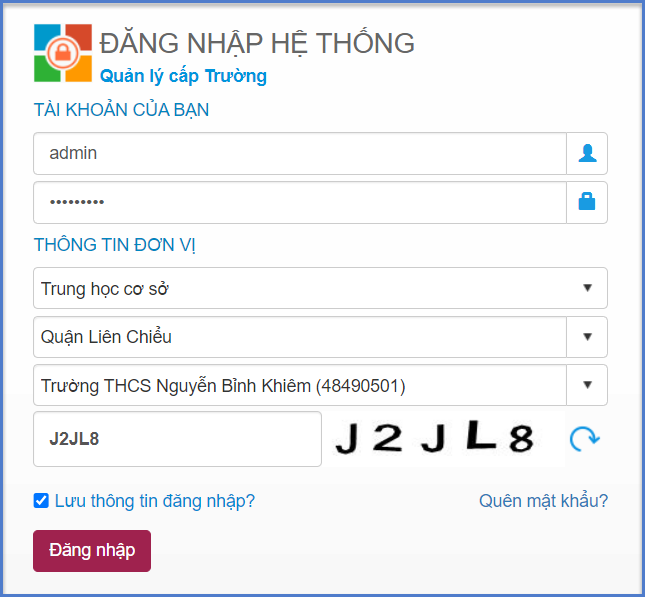 ĐĂNG NHẬP HỆ THỐNG
Quản lý cấp Trường
TÀI KHOẢN CỦA BẠN
admin
•••••••••
THÔNG TIN ĐƠN VỊ
Trung học cơ sở
Quận Liên Chiểu
Trường THCS Nguyễn Bỉnh Khiêm (48490501)
J2JL8 J2JL8
Lưu thông tin đăng nhập? Quên mật khẩu?
Đăng nhập